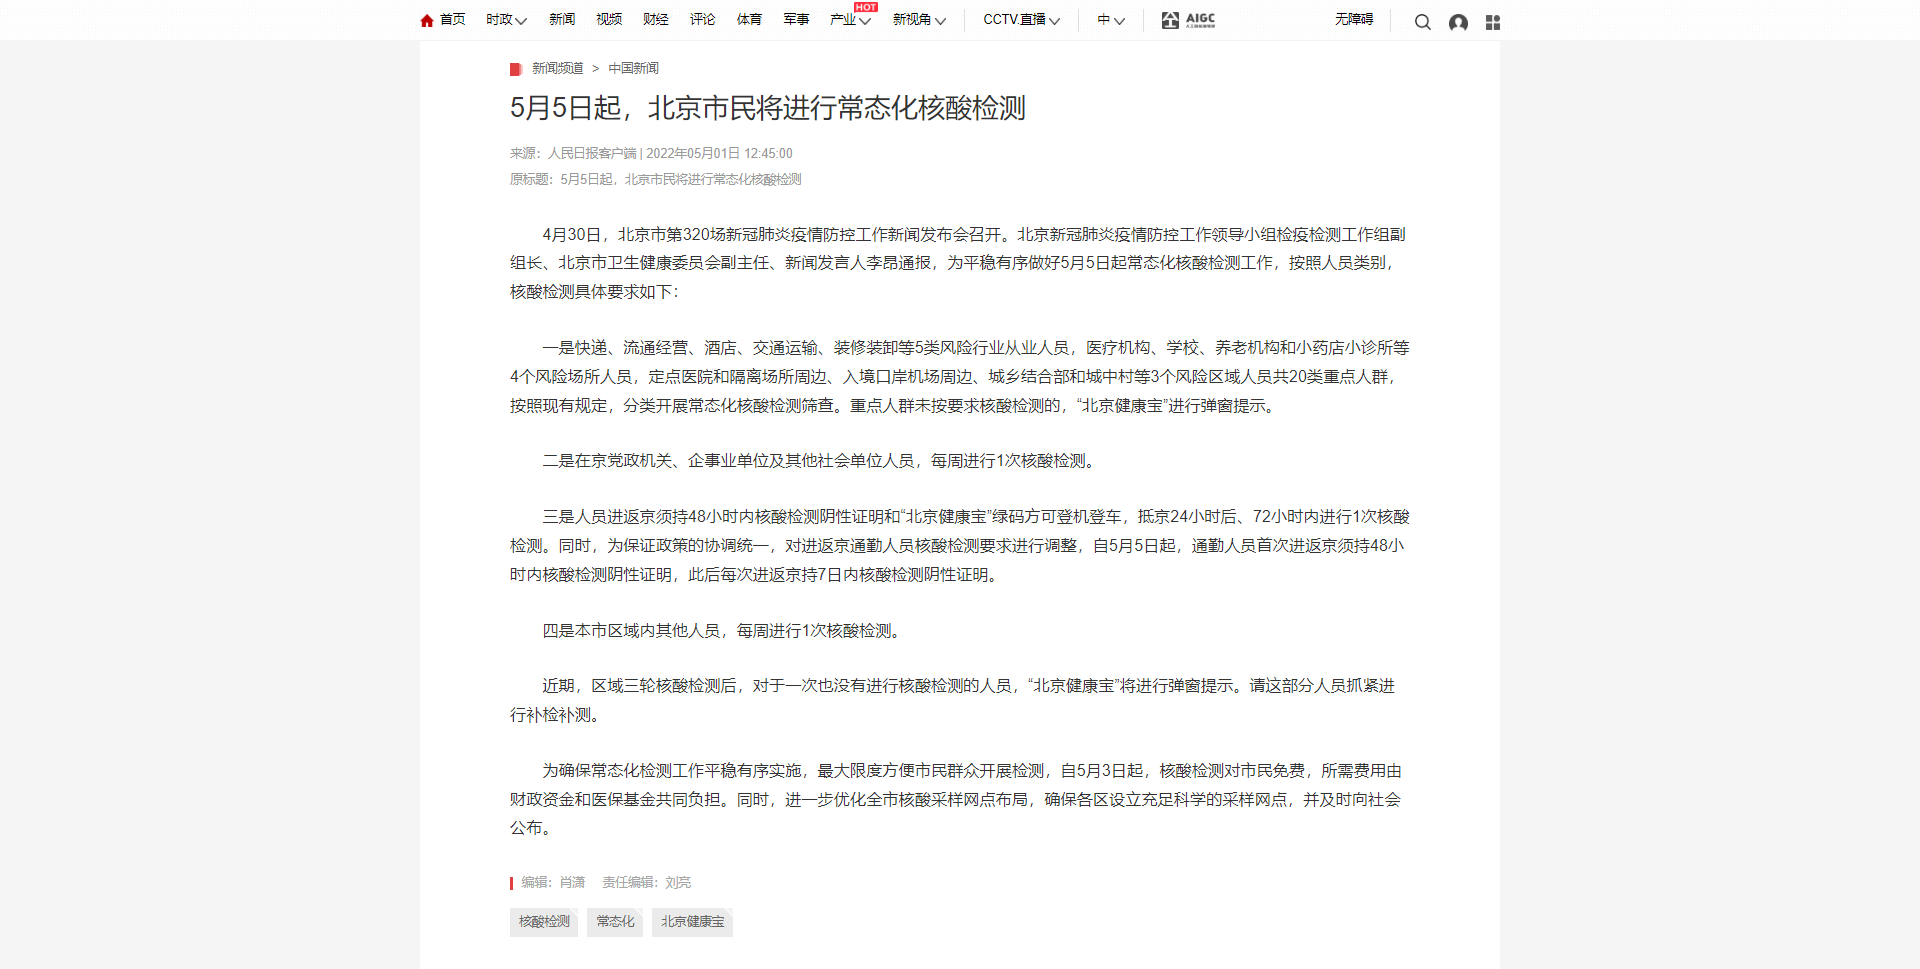 首页 时政 新闻 视频 财经 评论 体育 军事 产业 HOT 新视角 CCTV.直播 中 AIGC 无障碍
新闻频道 > 中国新闻
5月5日起，北京市民将进行常态化核酸检测
来源：人民日报客户端 | 2022年05月01日 12:45:00
原标题：5月5日起，北京市民将进行常态化核酸检测
4月30日，北京市第320场新冠肺炎疫情防控工作新闻发布会召开。北京新冠肺炎疫情防控工作领导小组检疫检测工作组副
组长、北京市卫生健康委员会副主任、新闻发言人李昂通报，为平稳有序做好5月5日起常态化核酸检测工作，按照人员类别，
核酸检测具体要求如下：
一是快递、流通经营、酒店、交通运输、装修装卸等5类风险行业从业人员，医疗机构、学校、养老机构和小药店小诊所等
4个风险场所人员，定点医院和隔离场所周边、入境口岸机场周边、城乡结合部和城中村等3个风险区域人员共20类重点人群，
按照现有规定，分类开展常态化核酸检测筛查。重点人群未按要求核酸检测的，“北京健康宝”进行弹窗提示。
二是在京党政机关、企事业单位及其他社会单位人员，每周进行1次核酸检测。
三是人员进返京须持48小时内核酸检测阴性证明和“北京健康宝”绿码方可登机登车，抵京24小时后、72小时内进行1次核酸
检测。同时，为保证政策的协调统一，对进返京通勤人员核酸检测要求进行调整，自5月5日起，通勤人员首次进返京须持48小
时内核酸检测阴性证明，此后每次进返京持7日内核酸检测阴性证明。
四是本市区域内其他人员，每周进行1次核酸检测。
近期，区域三轮核酸检测后，对于一次也没有进行核酸检测的人员，“北京健康宝”将进行弹窗提示。请这部分人员抓紧进
行补检补测。
为确保常态化检测工作平稳有序实施，最大限度方便市民群众开展检测，自5月3日起，核酸检测对市民免费，所需费用由
财政资金和医保基金共同负担。同时，进一步优化全市核酸采样网点布局，确保各区设立充足科学的采样网点，并及时向社会
公布。
编辑：肖潇 责任编辑：刘亮
核酸检测 常态化 北京健康宝